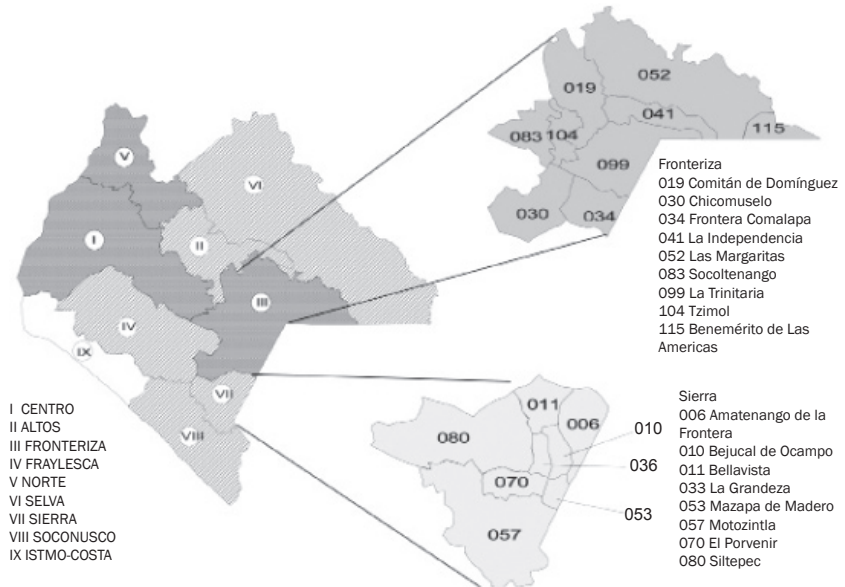 052
019
041
115
083
104
099
030
034
Fronteriza
019 Comitán de Domínguez
030 Chicomuselo
034 Frontera Comalapa
041 La Independencia
052 Las Margaritas
083 Socoltenango
099 La Trinitaria
104 Tzimol
115 Benemérito de Las
Americas
V
VI
I
II
III
IV
IX
VII
VIII
I CENTRO
II ALTOS
III FRONTERIZA
IV FRAYLESCA
V NORTE
VI SELVA
VII SIERRA
VIII SOCONUSCO
IX ISTMO-COSTA
011
006
080
010
036
070
053
057
Sierra
006 Amatenango de la
Frontera
010 Bejucal de Ocampo
011 Bellavista
033 La Grandeza
053 Mazapa de Madero
057 Motozintla
070 El Porvenir
080 Siltepec